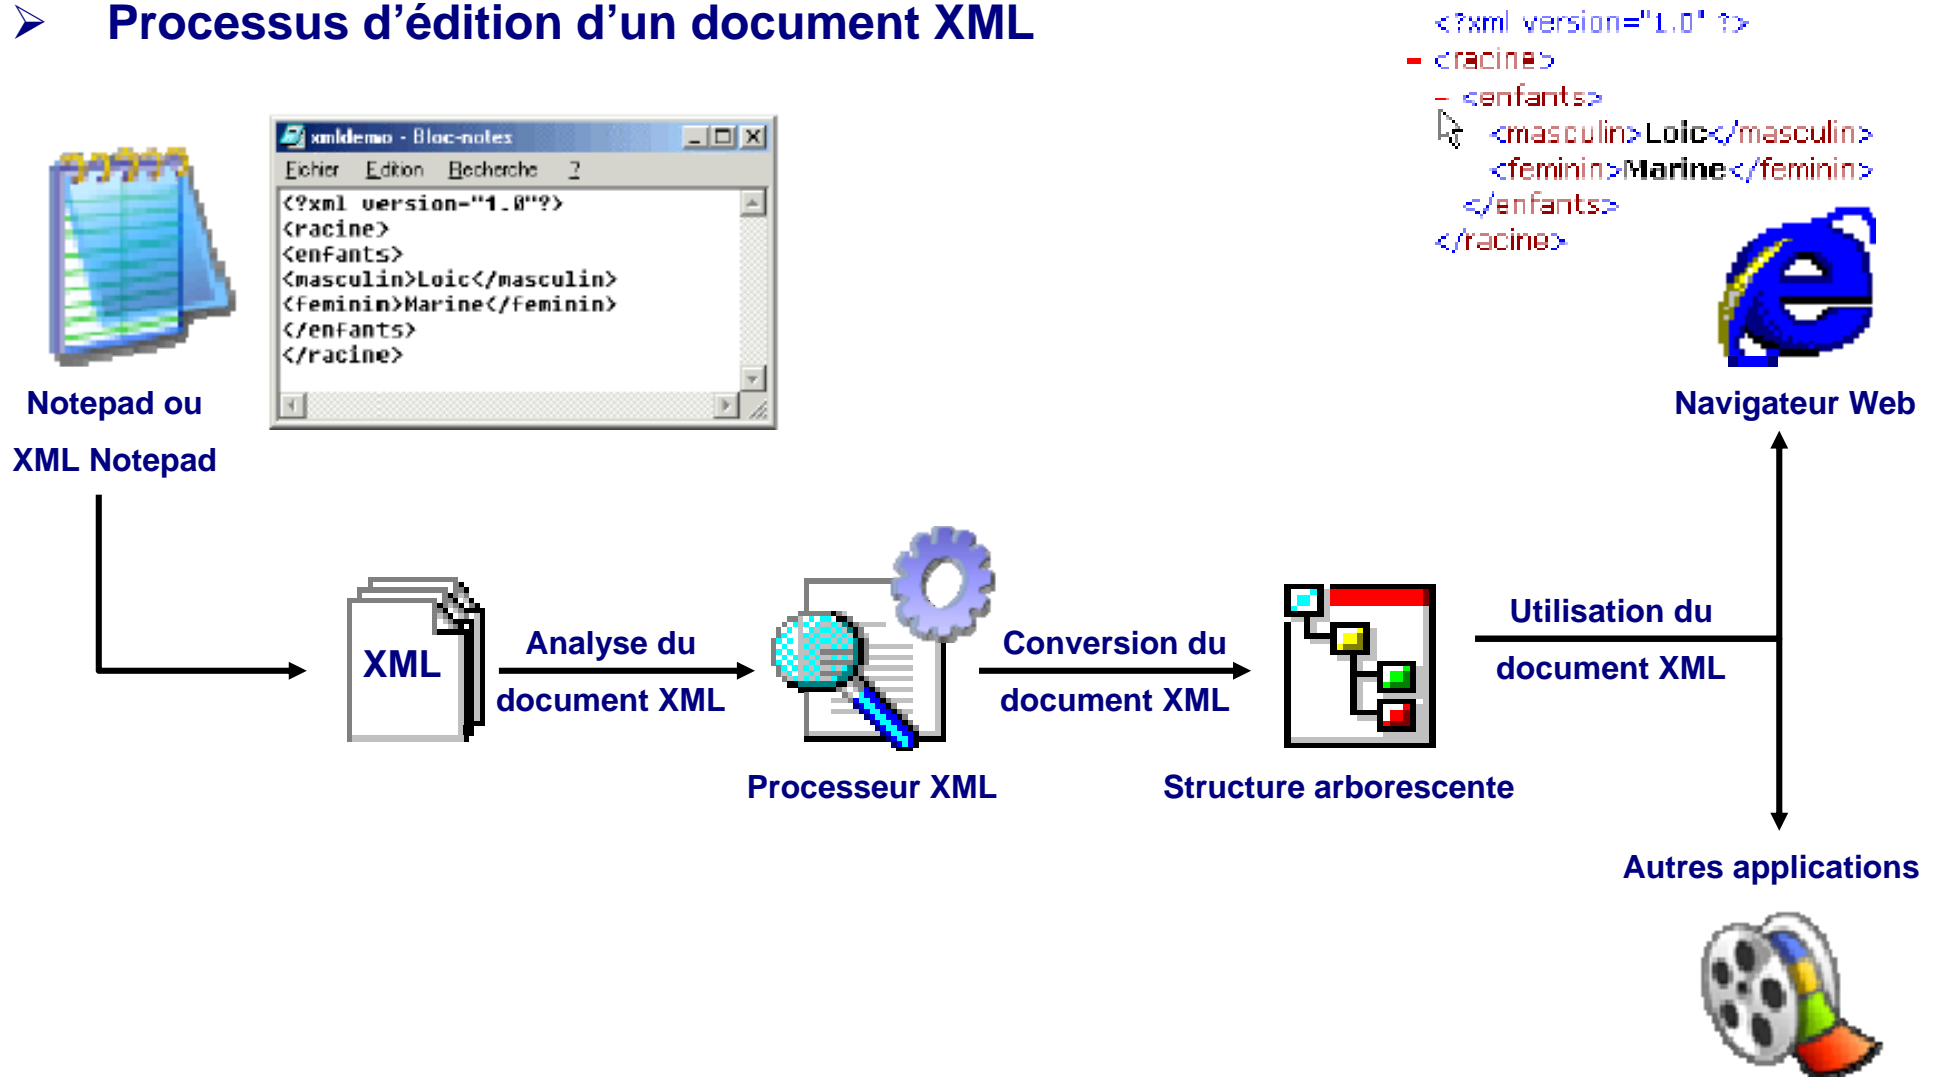 ➢ Processus d’édition d’un document XML
<?xml version="1.0" ?>
- <racine>
- <enfants>
<masculin>Loic</masculin>
<feminin>Marine</feminin>
</enfants>
</racine>
xmldemo - Bloc-notes
Fichier Edition Recherche ?
<?xml version="1.0"?>
<racine>
<enfants>
<masculin>Loic</masculin>
<feminin>Marine</feminin>
</enfants>
</racine>
Notepad ou
XML Notepad
Navigateur Web
XML
Analyse du
document XML
Processeur XML
Conversion du
document XML
Structure arborescente
Utilisation du
document XML
Autres applications